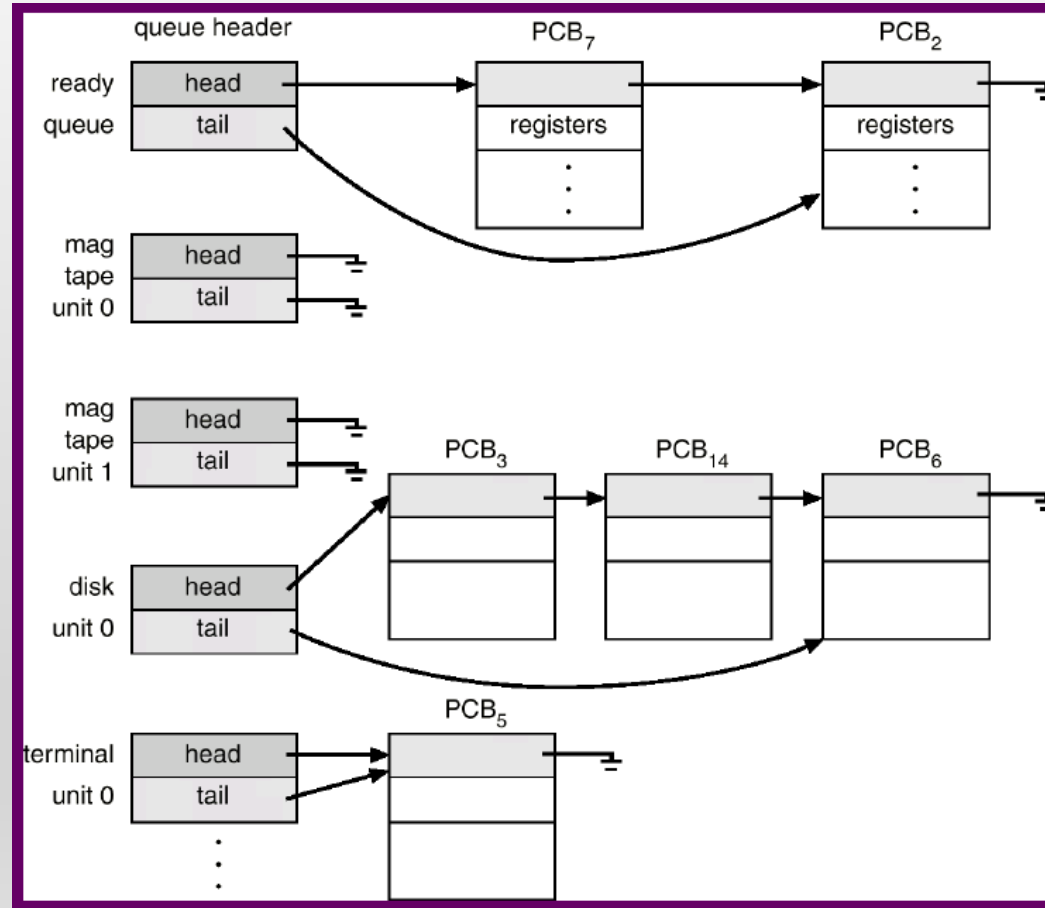 queue header
PCB7
PCB2
ready
queue
head
tail
registers
registers
mag
tape
unit 0
head
tail
mag
tape
unit 1
head
tail
PCB3
PCB14
PCB6
disk
unit 0
head
tail
PCB5
terminal
unit 0
head
tail